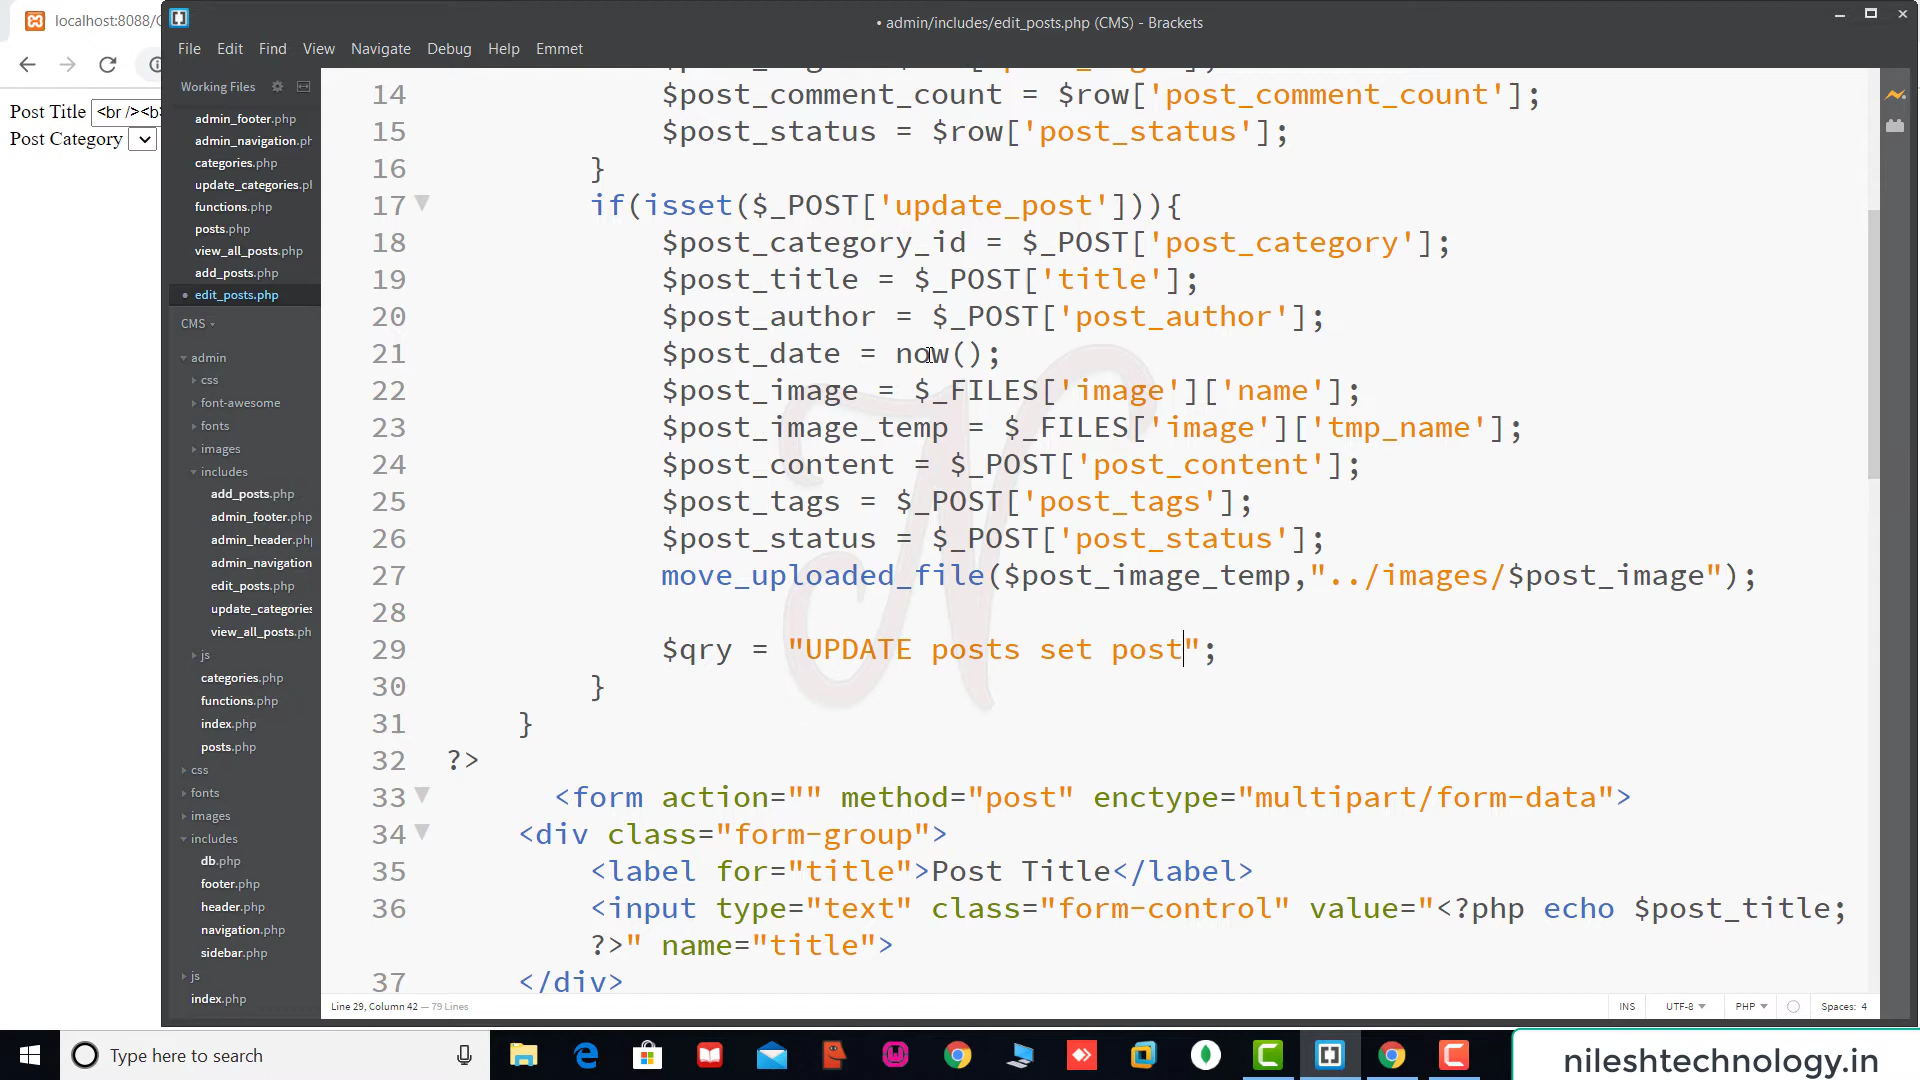 localhost:8088/C
Post Title <br /><b>
Post Category
• admin/includes/edit_posts.php (CMS) - Brackets
File Edit Find View Navigate Debug Help Emmet
Working Files
admin_footer.php
admin_navigation.ph
categories.php
update_categories.pl
functions.php
posts.php
view_all_posts.php
add_posts.php
edit_posts.php
CMS
admin
css
font-awesome
fonts
images
includes
add_posts.php
admin_footer.php
admin_header.php
admin_navigation
edit_posts.php
update_categories
view_all_posts.ph
js
categories.php
functions.php
index.php
posts.php
css
fonts
images
includes
db.php
footer.php
header.php
navigation.php
sidebar.php
js
index.php
14 $post_comment_count = $row['post_comment_count'];
15 $post_status = $row['post_status'];
16 }
17 if(isset($_POST['update_post'])){
18 $post_category_id = $_POST['post_category'];
19 $post_title = $_POST['title'];
20 $post_author = $_POST['post_author'];
21 $post_date = now();
22 $post_image = $_FILES['image']['name'];
23 $post_image_temp = $_FILES['image']['tmp_name'];
24 $post_content = $_POST['post_content'];
25 $post_tags = $_POST['post_tags'];
26 $post_status = $_POST['post_status'];
27 move_uploaded_file($post_image_temp,"../images/$post_image");
28
29 $qry = "UPDATE posts set post";
30 }
31 }
32 ?>
33 <form action="" method="post" enctype="multipart/form-data">
34 <div class="form-group">
35 <label for="title">Post Title</label>
36 <input type="text" class="form-control" value="<?php echo $post_title;
?>" name="title">
37 </div>
Line 29, Column 42 — 79 Lines
INS UTF-8 PHP Spaces: 4
Type here to search
nileshtechnology.in